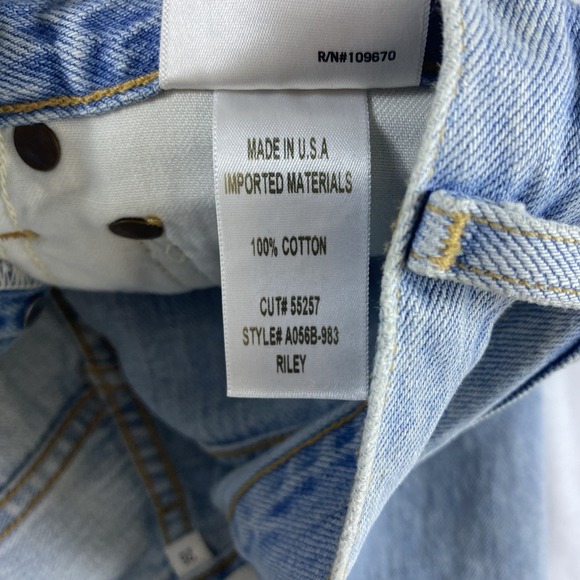 R/N#109670
MADE IN U.S.A
IMPORTED MATERIALS
100% COTTON
CUT# 55257
STYLE# A056B-983
RILEY